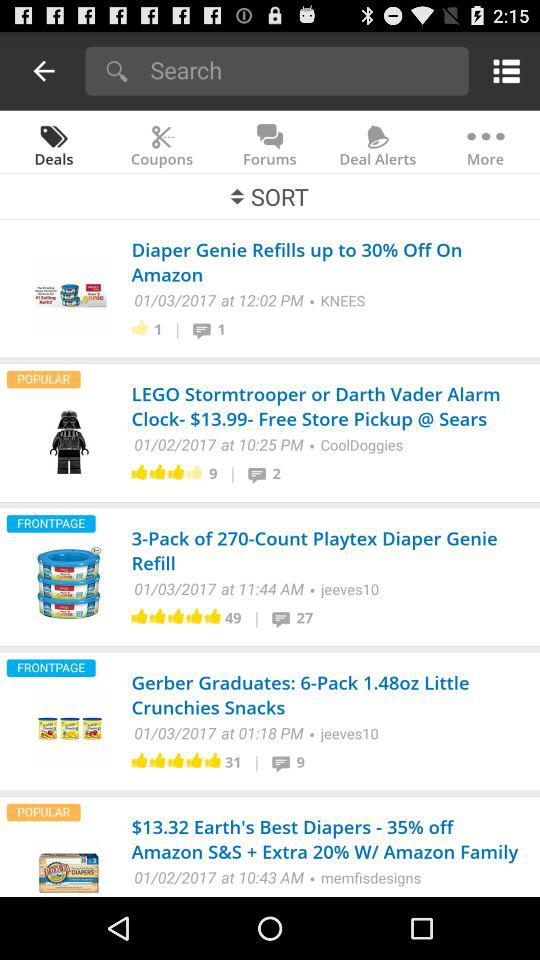 2:15
Search
Deals
Coupons
Forums
Deal Alerts
More
SORT
Diaper Genie Refills up to 30% Off On
Amazon
01/03/2017 at 12:02 PM • KNEES
1 | 1
POPULAR
LEGO Stormtrooper or Darth Vader Alarm
Clock- $13.99- Free Store Pickup @ Sears
01/02/2017 at 10:25 PM • CoolDoggies
9 | 2
FRONTPAGE
3-Pack of 270-Count Playtex Diaper Genie
Refill
01/03/2017 at 11:44 AM • jeeves10
49 | 27
FRONTPAGE
Gerber Graduates: 6-Pack 1.48oz Little
Crunchies Snacks
01/03/2017 at 01:18 PM • jeeves10
31 | 9
POPULAR
$13.32 Earth's Best Diapers - 35% off
Amazon S&S + Extra 20% W/ Amazon Family
01/02/2017 at 10:43 AM • memfisdesigns